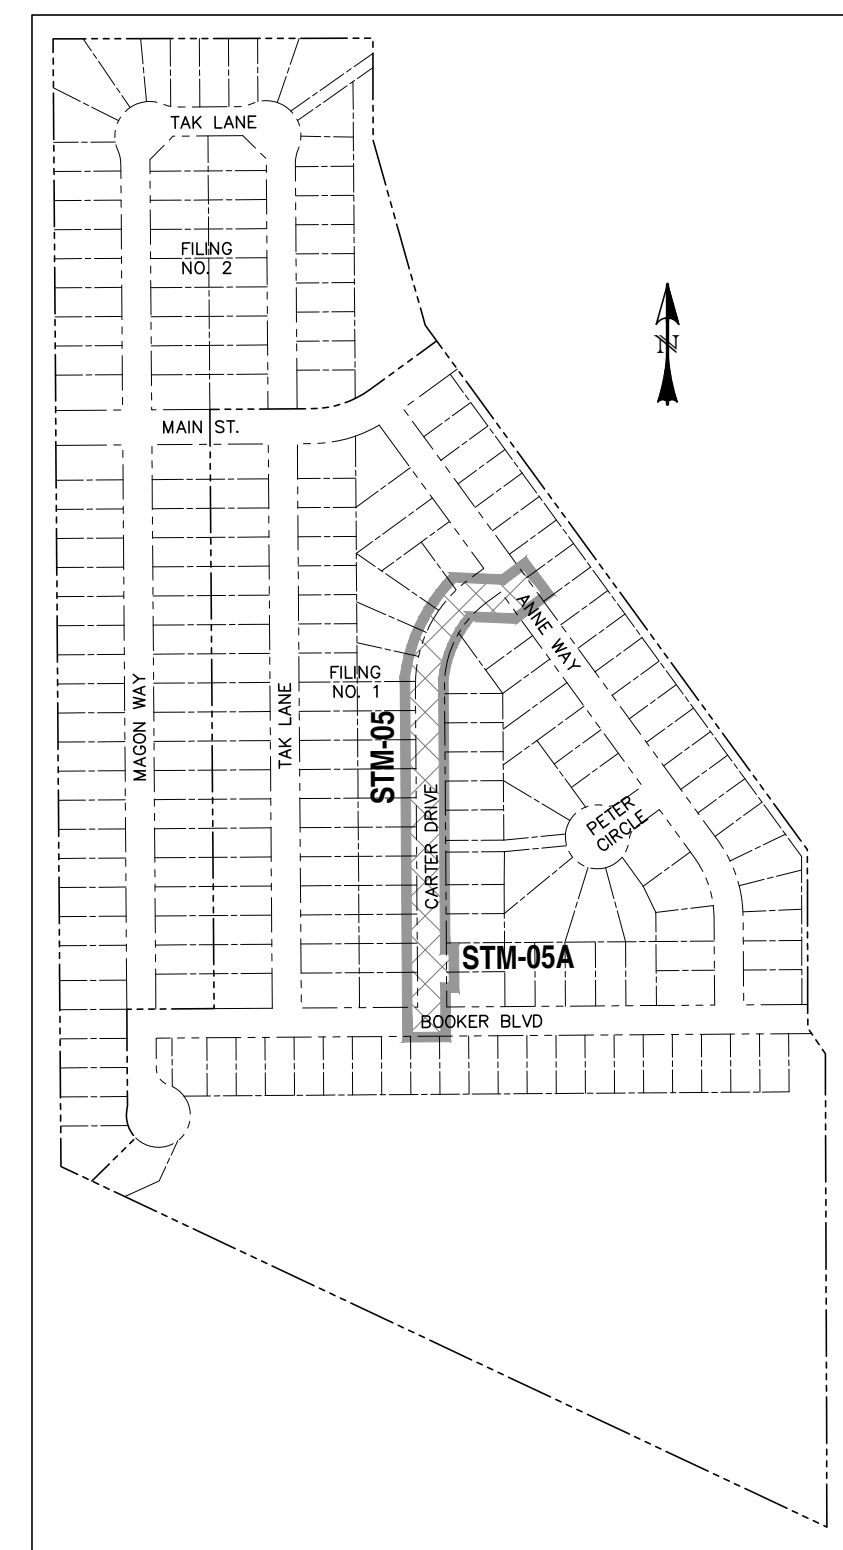 TAK LANE
FILING
NO. 2
N
MAIN ST.
ANNE WAY
FILING
NO. 1
MAGON WAY
TAK LANE
STM-05
CARTER DRIVE
PETER
CIRCLE
STM-05A
BOOKER BLVD